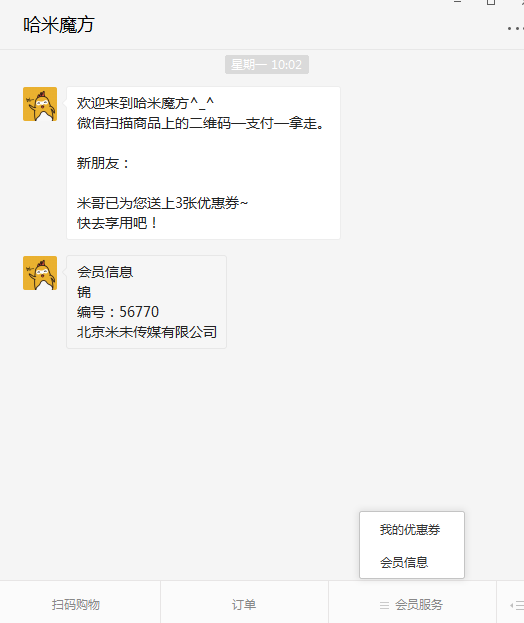 哈米魔方
星期一 10:02
欢迎来到哈米魔方^_^
微信扫描商品上的二维码—支付—拿走。
新朋友：
米哥已为您送上3张优惠券~
快去享用吧！
会员信息
锦
编号：56770
北京米未传媒有限公司
我的优惠券
会员信息
扫码购物
订单
会员服务